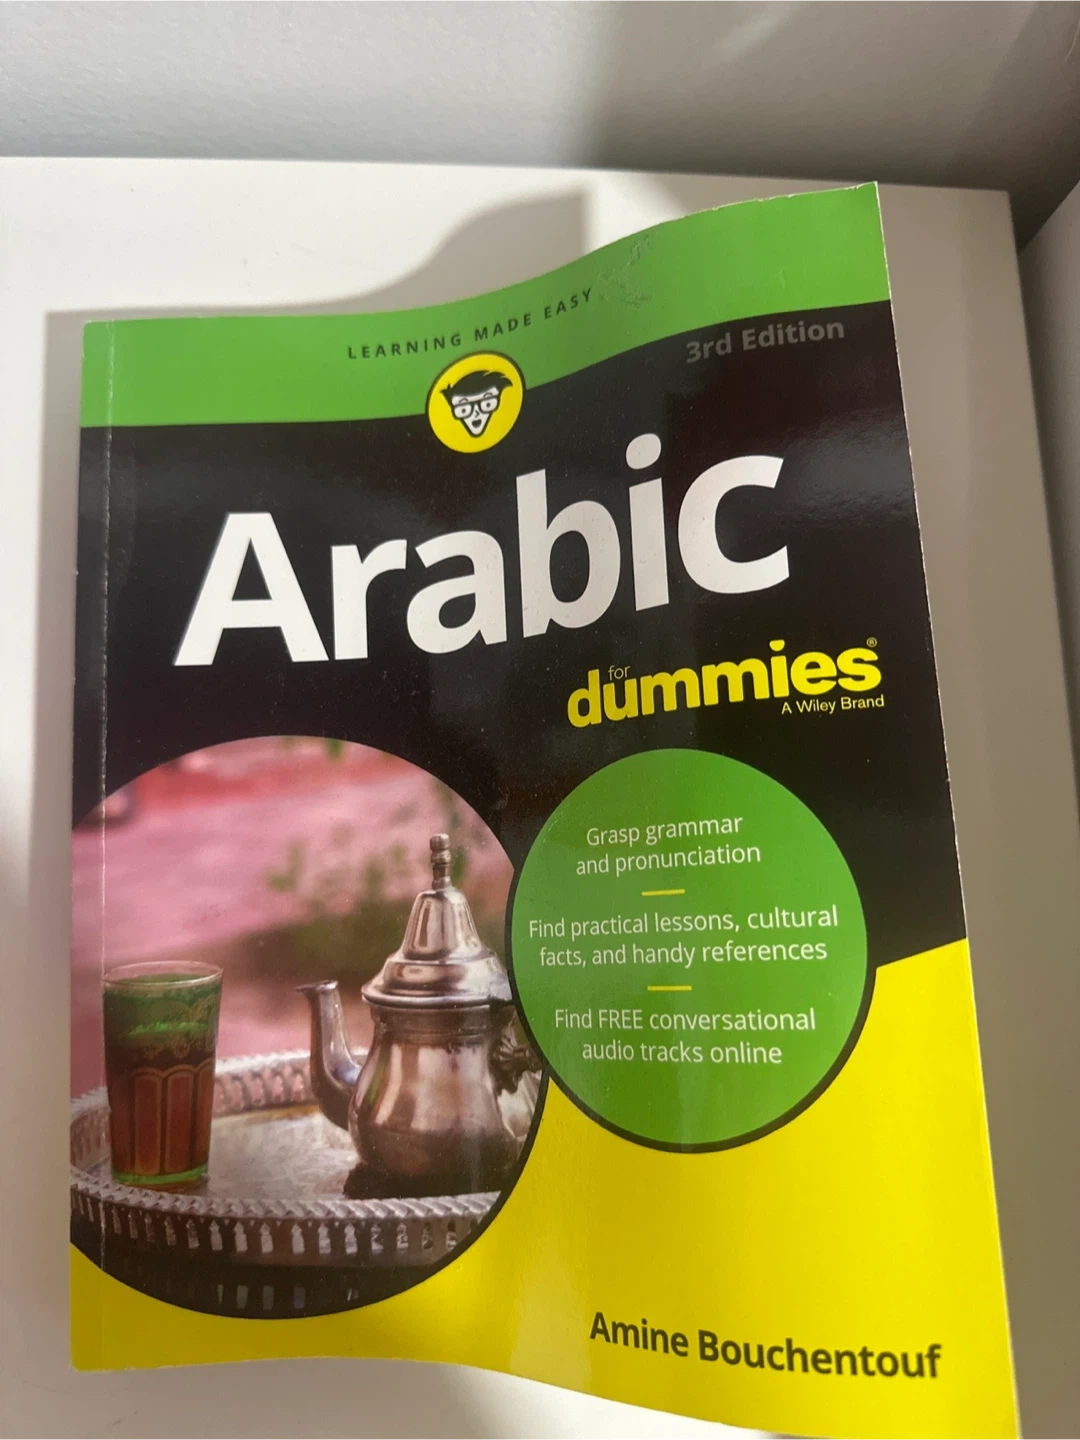 LEARNING MADE EASY
3rd Edition
Arabic
for
dummies®
A Wiley Brand
Grasp grammar
and pronunciation
Find practical lessons, cultural
facts, and handy references
Find FREE conversational
audio tracks online
Amine Bouchentouf